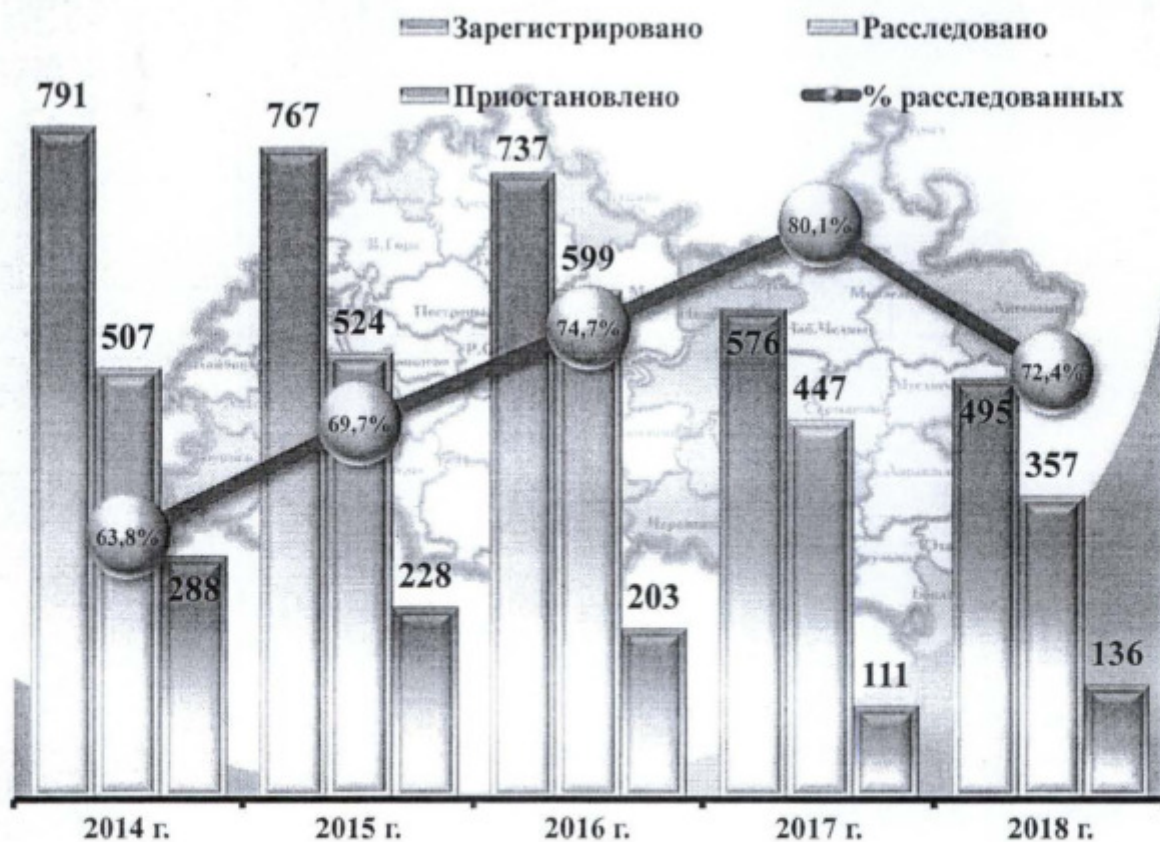 Зарегистрировано Расследовано
Приостановлено % расследованных
791 767 737
599
576
507 524
447
495
357
288 228 203
111 136
63,8% 69,7% 74,7% 80,1% 72,4%
2014 г. 2015 г. 2016 г. 2017 г. 2018 г.